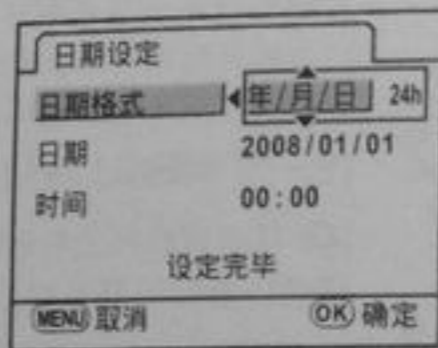 日期设定
日期格式 年/月/日 24h
日期 2008/01/01
时间 00:00
设定完毕
MENU 取消 OK 确定